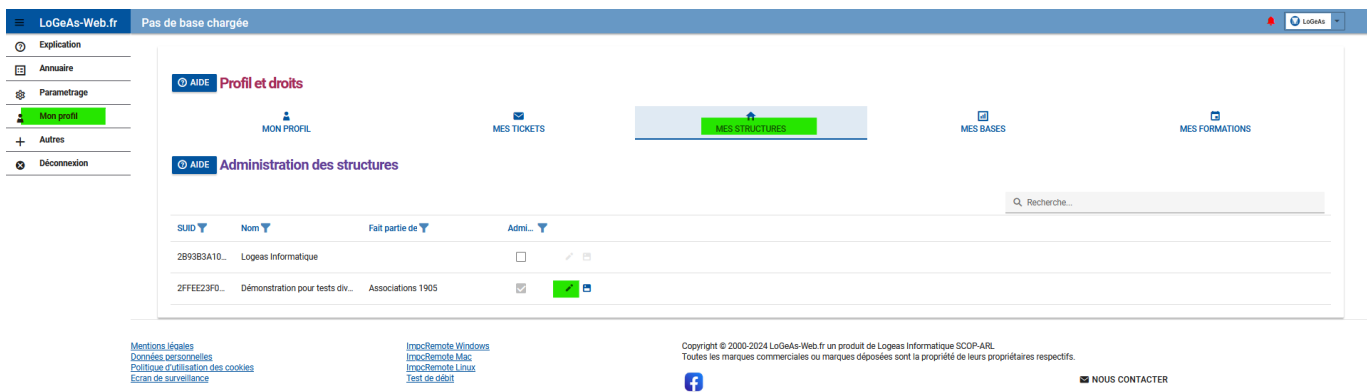 LoGeAs-Web.fr
Pas de base chargée
LoGeAs
Explication
Annuaire
Parametrage
Mon profil
Autres
Déconnexion
AIDE Profil et droits
MON PROFIL
MES TICKETS
MES STRUCTURES
MES BASES
MES FORMATIONS
AIDE Administration des structures
Recherche...
SUID Nom Fait partie de Admi...
2B93B3A10... Logeas Informatique
2FFEE23F0... Démonstration pour tests div... Associations 1905
Mentions légales
Données personnelles
Politique d'utilisation des cookies
Ecran de surveillance
ImpcRemote Windows
ImpcRemote Mac
ImpcRemote Linux
Test de débit
Copyright © 2000-2024 LoGeAs-Web.fr un produit de Logeas Informatique SCOP-ARL
Toutes les marques commerciales ou marques déposées sont la propriété de leurs propriétaires respectifs.
NOUS CONTACTER